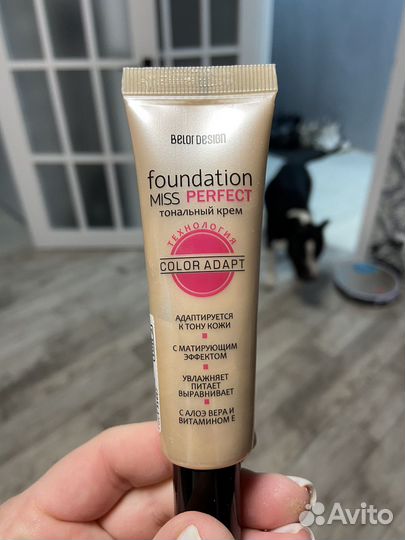 BELORDESIGN
foundation
MISS PERFECT
тональный крем
ТЕХНОЛОГИЯ
COLOR ADAPT
АДАПТИРУЕТСЯ
К ТОНУ КОЖИ
С МАТИРУЮЩИМ
ЭФФЕКТОМ
УВЛАЖНЯЕТ
ПИТАЕТ
ВЫРАВНИВАЕТ
С АЛОЭ ВЕРА И
ВИТАМИНОМ Е
Avito